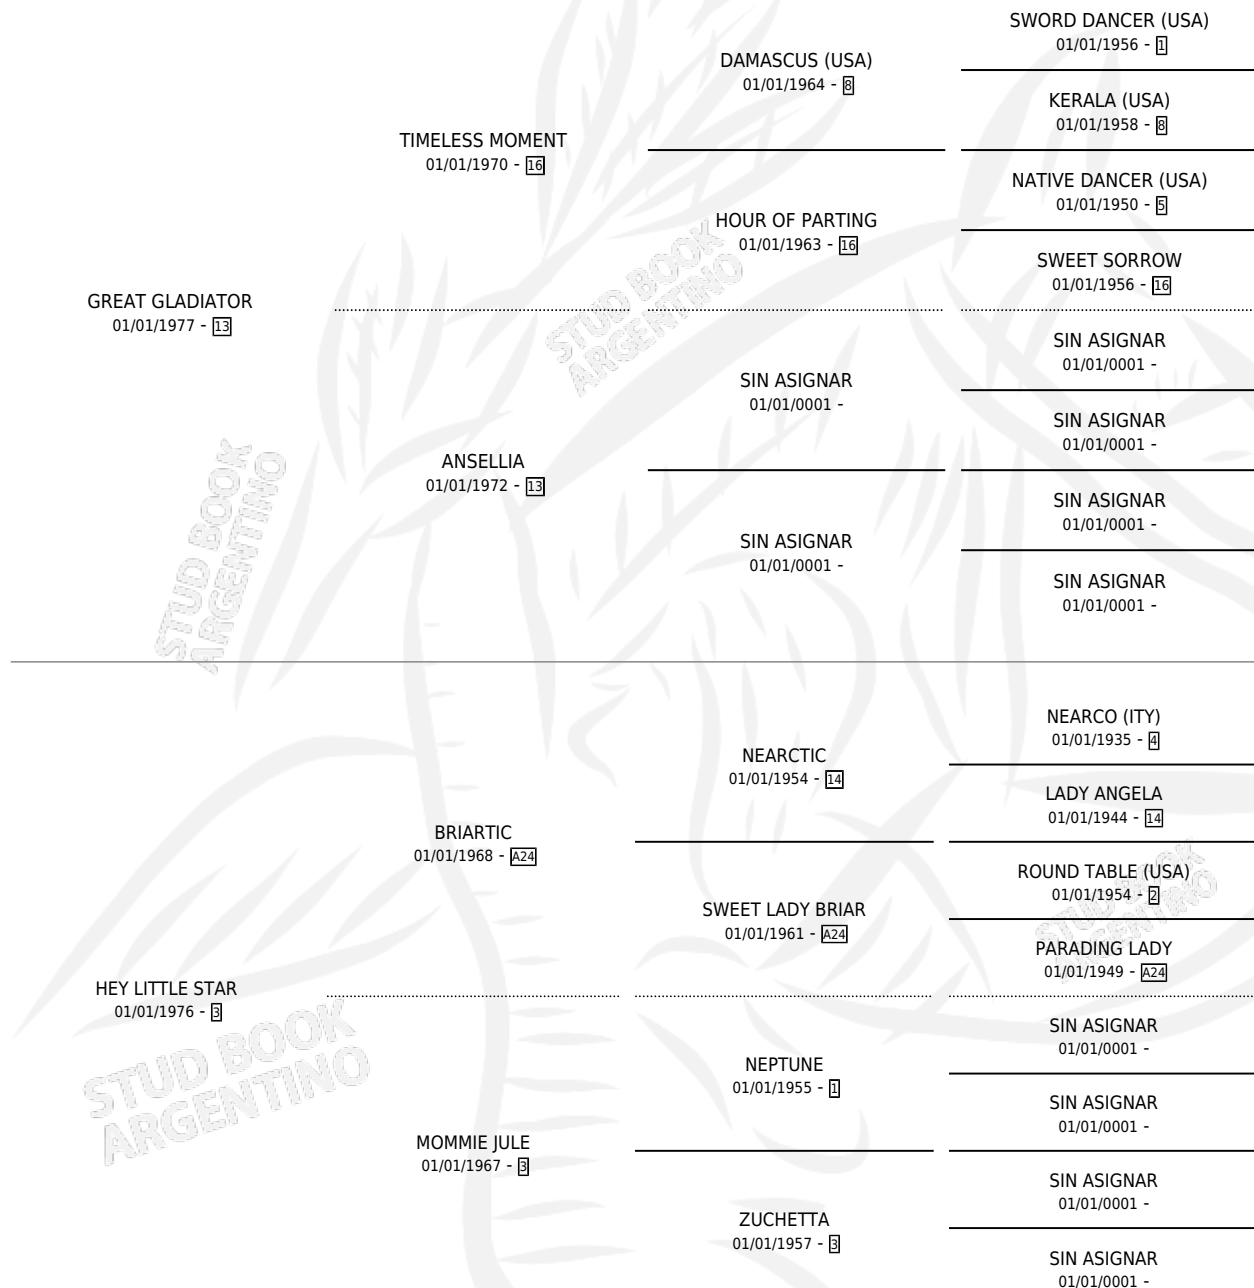 SWORD DANCER (USA)
01/01/1956 - 1
DAMASCUS (USA)
01/01/1964 - 8
KERALA (USA)
01/01/1958 - 8
TIMELESS MOMENT
01/01/1970 - 16
NATIVE DANCER (USA)
01/01/1950 - 5
HOUR OF PARTING
01/01/1963 - 16
SWEET SORROW
01/01/1956 - 16
GREAT GLADIATOR
01/01/1977 - 13
SIN ASIGNAR
01/01/0001 -
SIN ASIGNAR
01/01/0001 -
SIN ASIGNAR
01/01/0001 -
ANSELLIA
01/01/1972 - 13
SIN ASIGNAR
01/01/0001 -
SIN ASIGNAR
01/01/0001 -
SIN ASIGNAR
01/01/0001 -
NEARCO (ITY)
01/01/1935 - 4
NEARCTIC
01/01/1954 - 14
LADY ANGELA
01/01/1944 - 14
BRIARTIC
01/01/1968 - A24
ROUND TABLE (USA)
01/01/1954 - 2
SWEET LADY BRIAR
01/01/1961 - A24
PARADING LADY
01/01/1949 - A24
HEY LITTLE STAR
01/01/1976 - 3
SIN ASIGNAR
01/01/0001 -
NEPTUNE
01/01/1955 - 1
SIN ASIGNAR
01/01/0001 -
MOMMIE JULE
01/01/1967 - 3
SIN ASIGNAR
01/01/0001 -
ZUCHETTA
01/01/1957 - 3
SIN ASIGNAR
01/01/0001 -
STUD BOOK
ARGENTINO
STUD BOOK
ARGENTINO
STUD BOOK
ARGENTINO
STUD BOOK
ARGENTINO